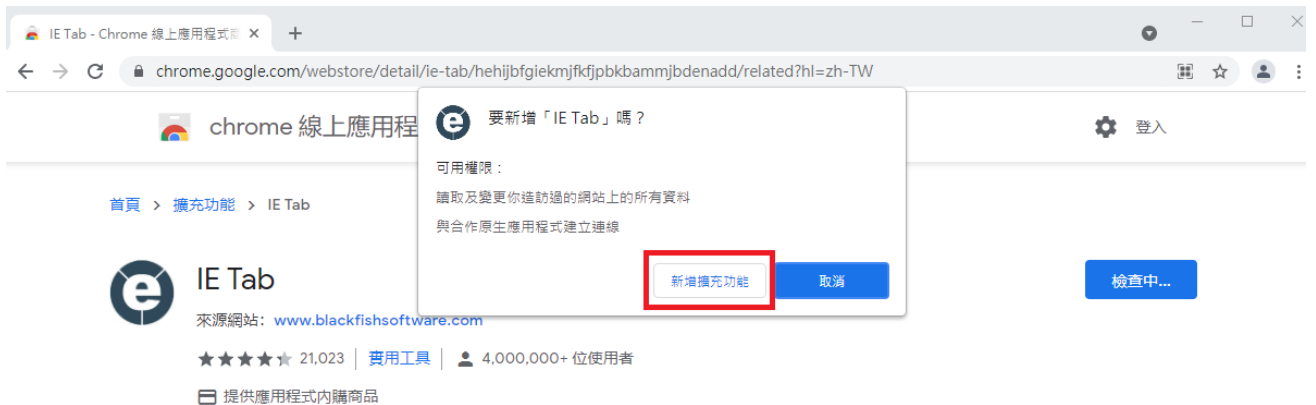 IE Tab - Chrome 線上應用程式商
chrome.google.com/webstore/detail/ie-tab/hehijbfgiekmjfkfjpbkbammjbdenadd/related?hl=zh-TW
chrome 線上應用程
登入
要新增「IE Tab」嗎？
可用權限：
讀取及變更你造訪過的網站上的所有資料
與合作原生應用程式建立連線
新增擴充功能
取消
首頁 > 擴充功能 > IE Tab
IE Tab
檢查中...
來源網站: www.blackfishsoftware.com
21,023
實用工具
4,000,000+ 位使用者
提供應用程式內購商品